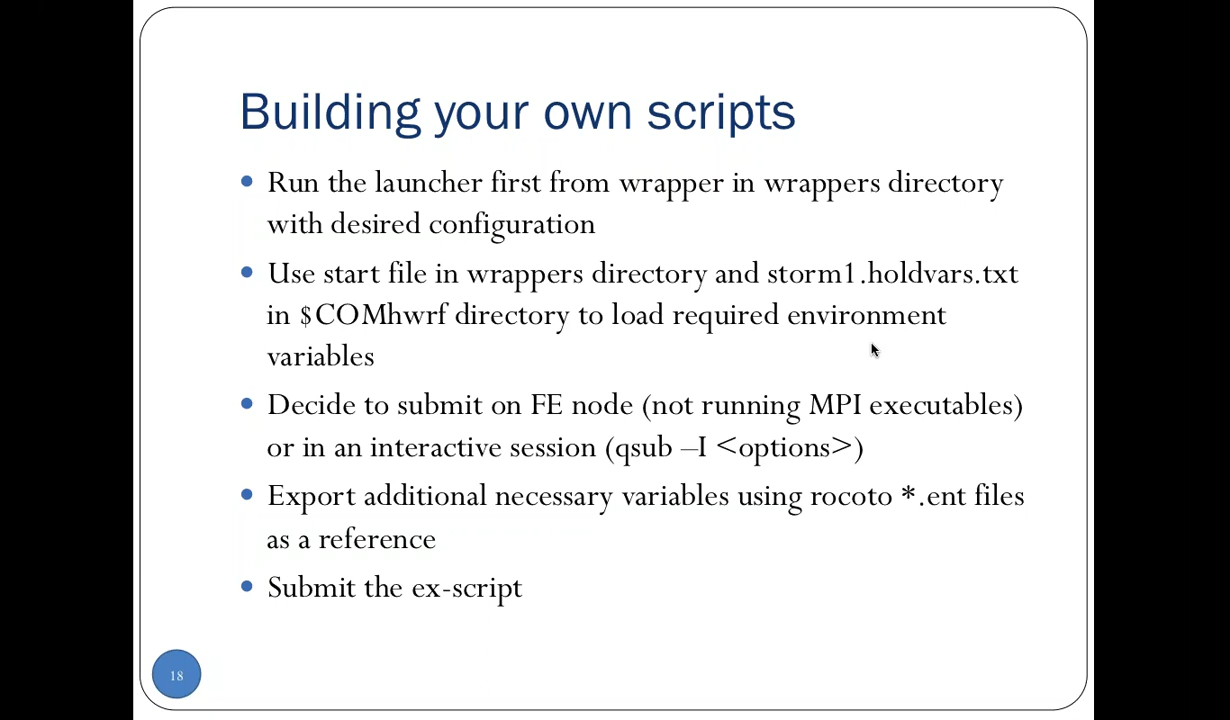 Building your own scripts
• Run the launcher first from wrapper in wrappers directory
with desired configuration
• Use start file in wrappers directory and storm1.holdvars.txt
in $COMhwrf directory to load required environment
variables
• Decide to submit on FE node (not running MPI executables)
or in an interactive session (qsub –I <options>)
• Export additional necessary variables using rocoto *.ent files
as a reference
• Submit the ex-script
18